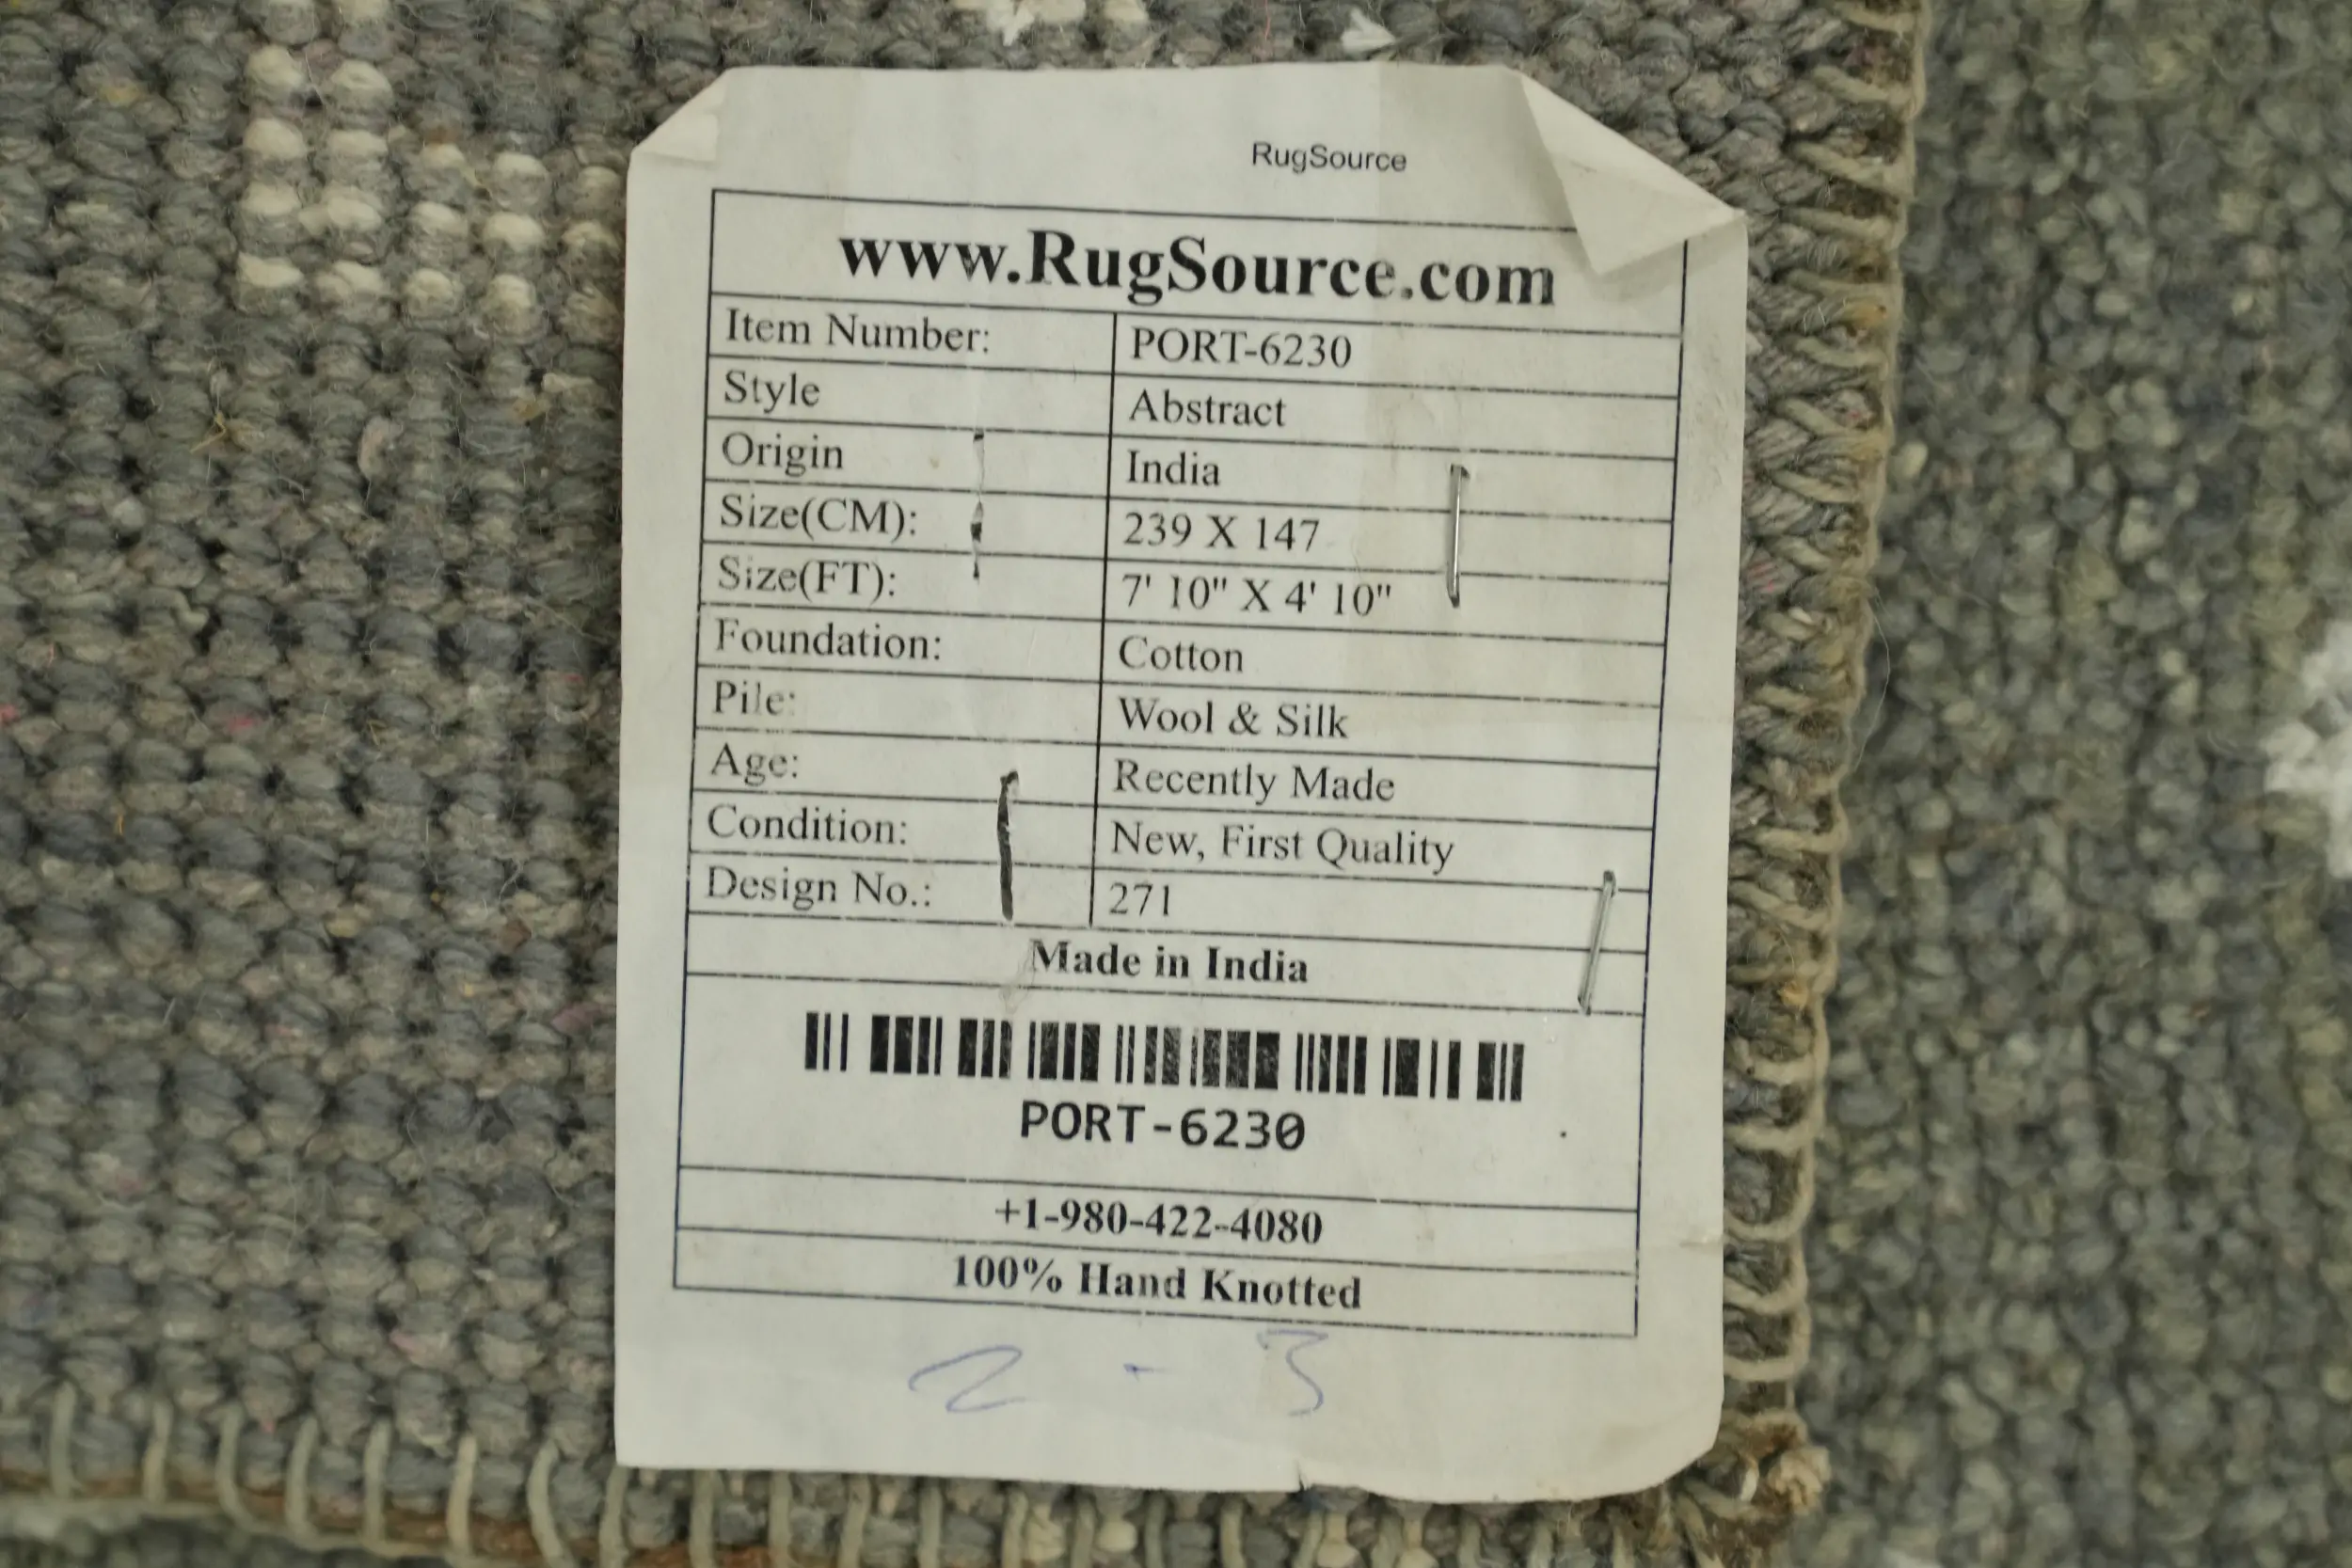 RugSource
www.RugSource.com
Item Number: PORT-6230
Style Abstract
Origin India
Size(CM): 239 X 147
Size(FT): 7' 10" X 4' 10"
Foundation: Cotton
Pile: Wool & Silk
Age: Recently Made
Condition: New, First Quality
Design No.: 271
Made in India
PORT-6230
+1-980-422-4080
100% Hand Knotted
2 - 3